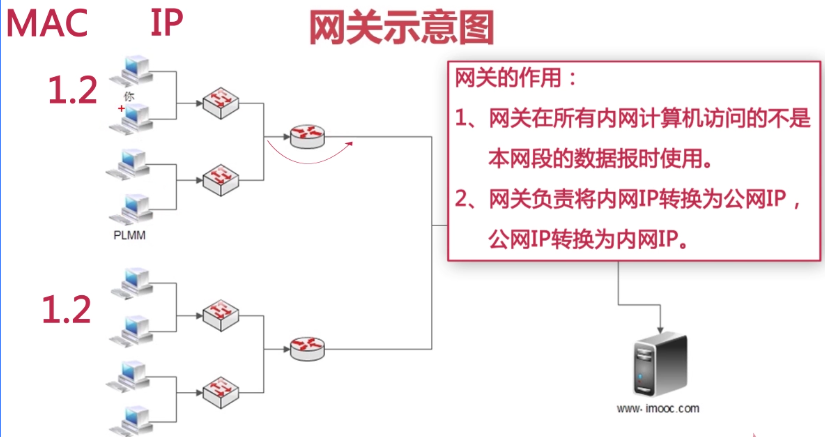 MAC IP 网关示意图
1.2
你
PLMM
1.2
网关的作用：
1、网关在所有内网计算机访问的不是
本网段的数据报时使用。
2、网关负责将内网IP转换为公网IP，
公网IP转换为内网IP。
www- imooc.com